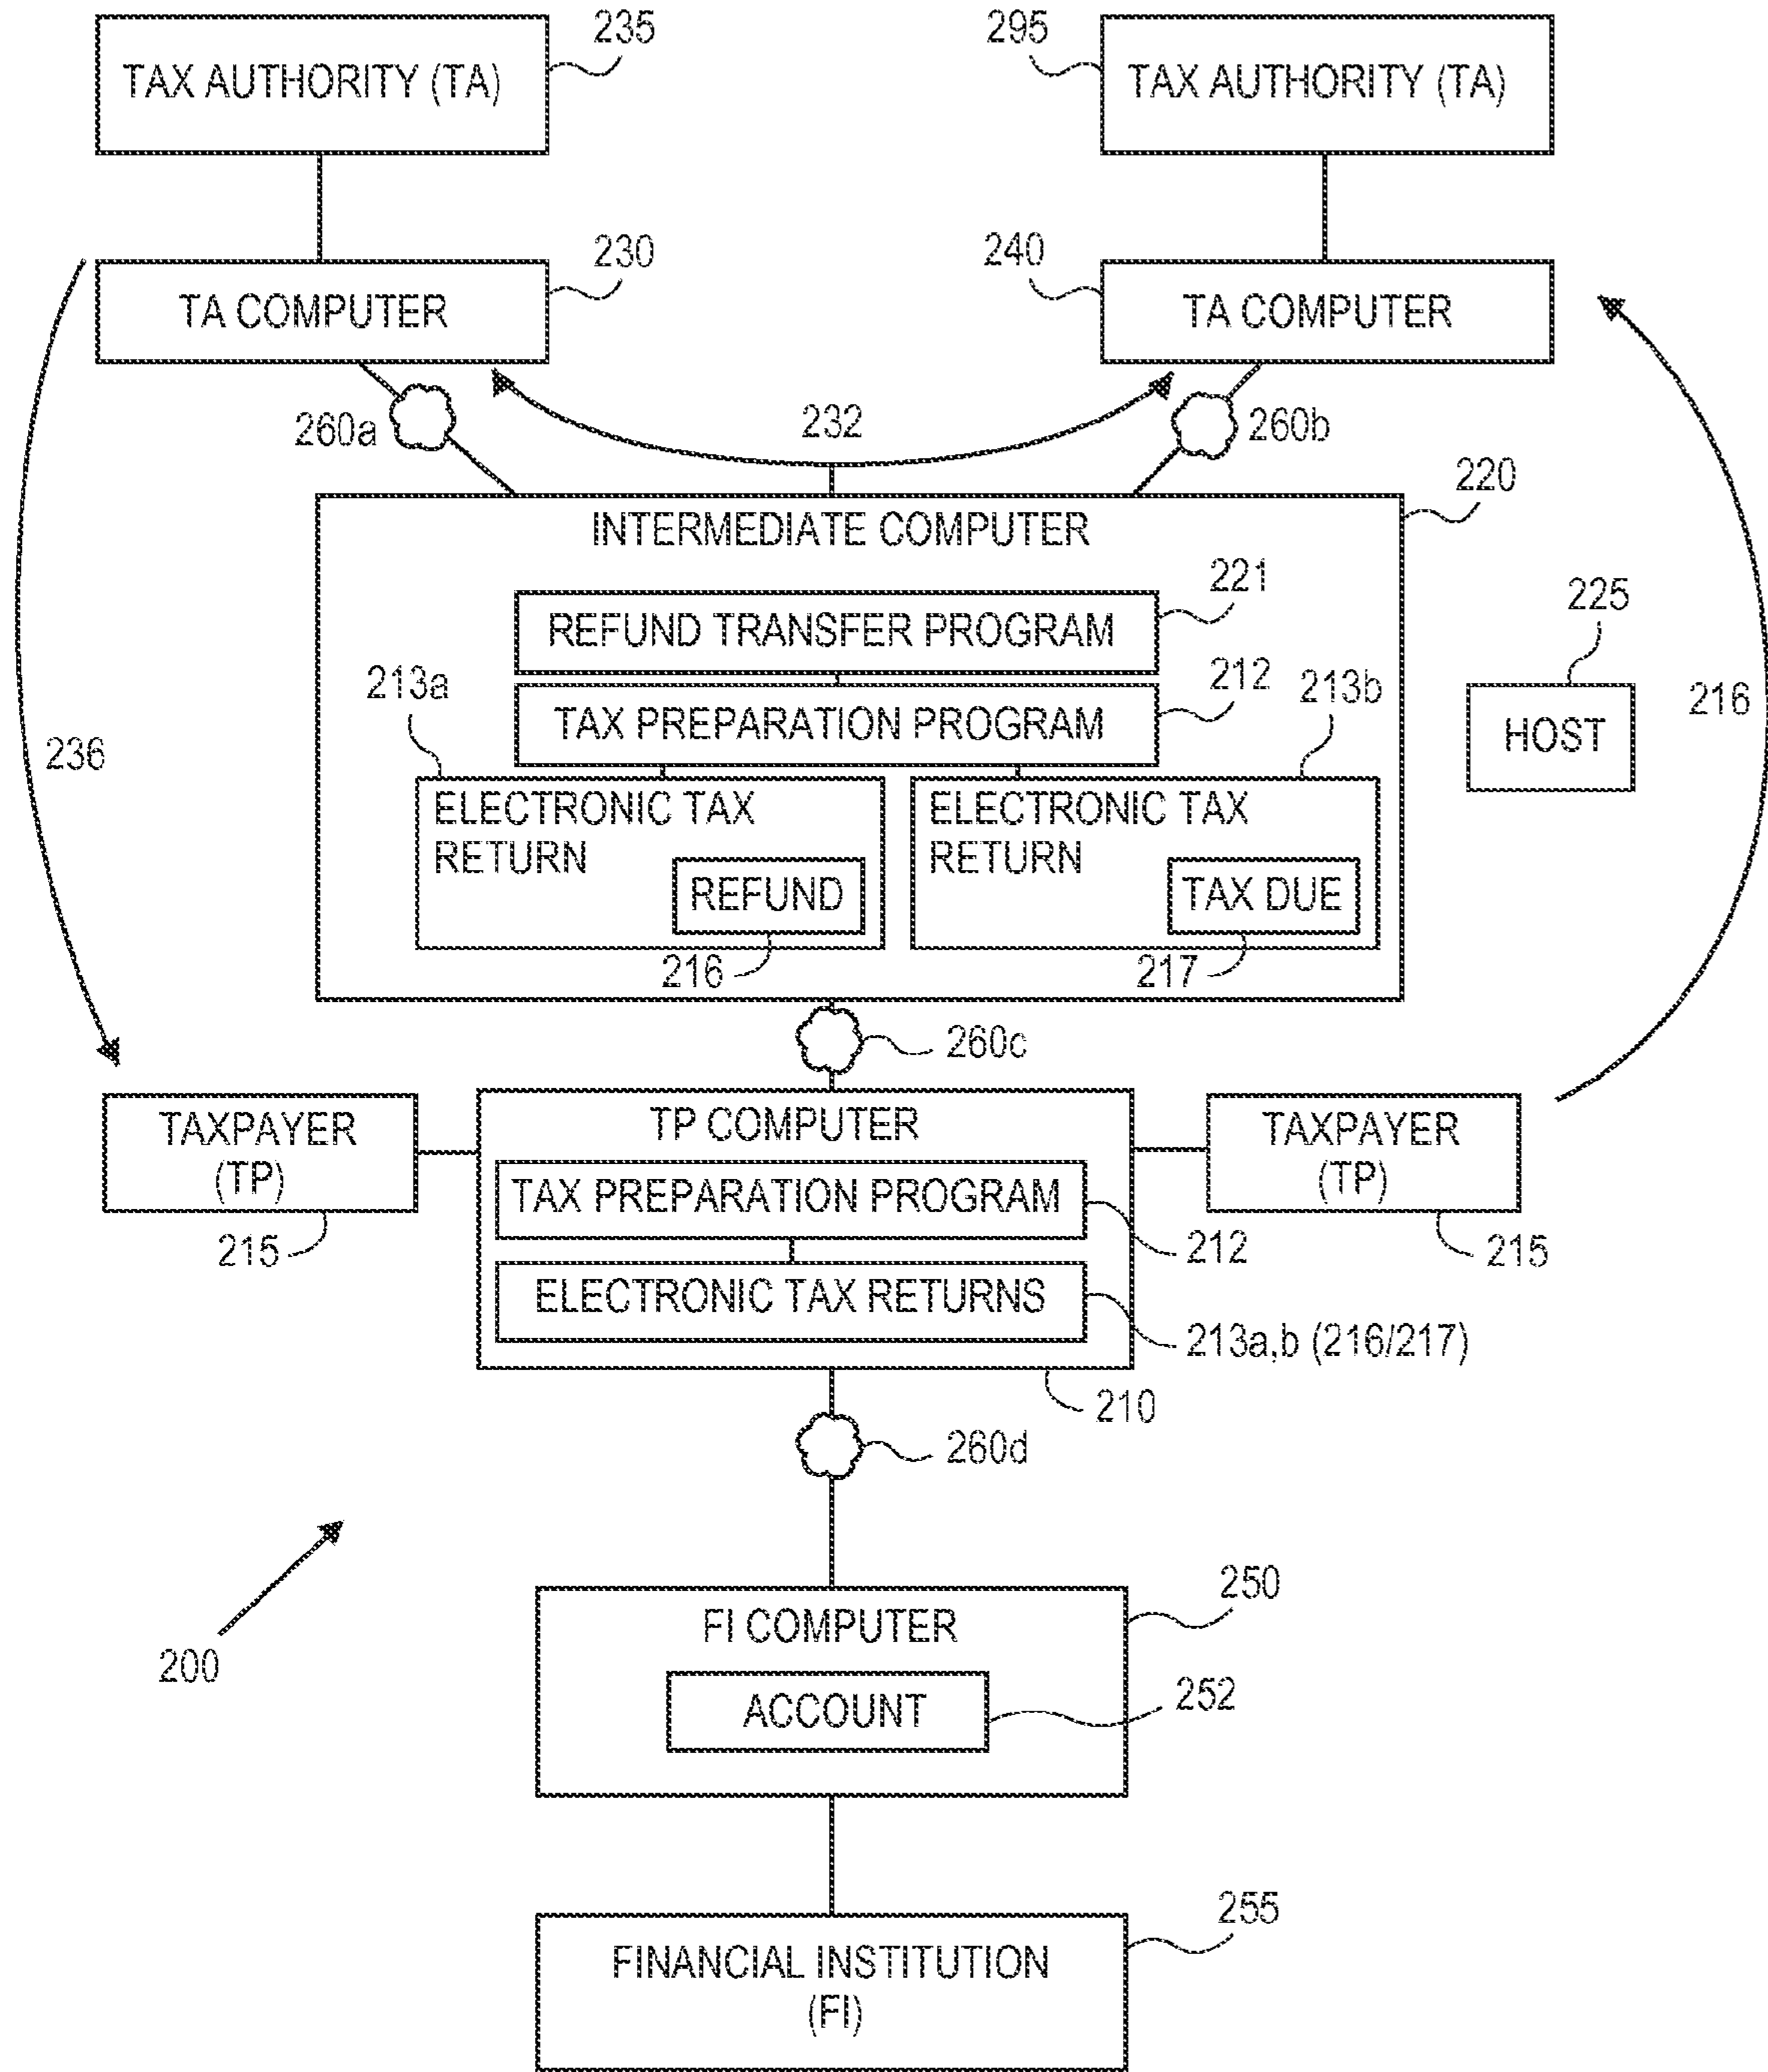 235
295
TAX AUTHORITY (TA)
TAX AUTHORITY (TA)
230
240
TA COMPUTER
TA COMPUTER
260a
232
260b
220
INTERMEDIATE COMPUTER
221
REFUND TRANSFER PROGRAM
225
213a
212
213b
216
TAX PREPARATION PROGRAM
HOST
236
ELECTRONIC TAX
RETURN
ELECTRONIC TAX
RETURN
REFUND
TAX DUE
216
217
260c
TAXPAYER
(TP)
TP COMPUTER
TAXPAYER
(TP)
TAX PREPARATION PROGRAM
215
212
215
ELECTRONIC TAX RETURNS
213a,b (216/217)
210
260d
250
FI COMPUTER
200
ACCOUNT
252
255
FINANCIAL INSTITUTION
(FI)